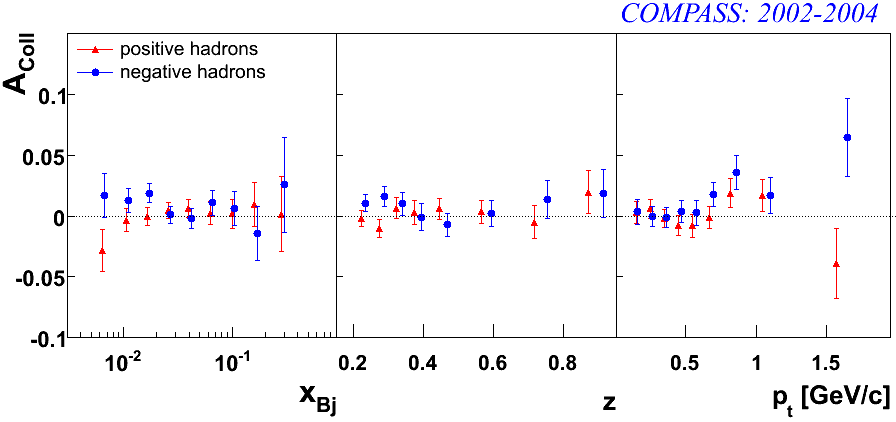 COMPASS: 2002-2004
A_Coll
positive hadrons
negative hadrons
0.1
0.05
0
-0.05
-0.1
10^-2 10^-1
0.2 0.4 0.6 0.8
0.5 1 1.5
x_Bj
z
p_t [GeV/c]